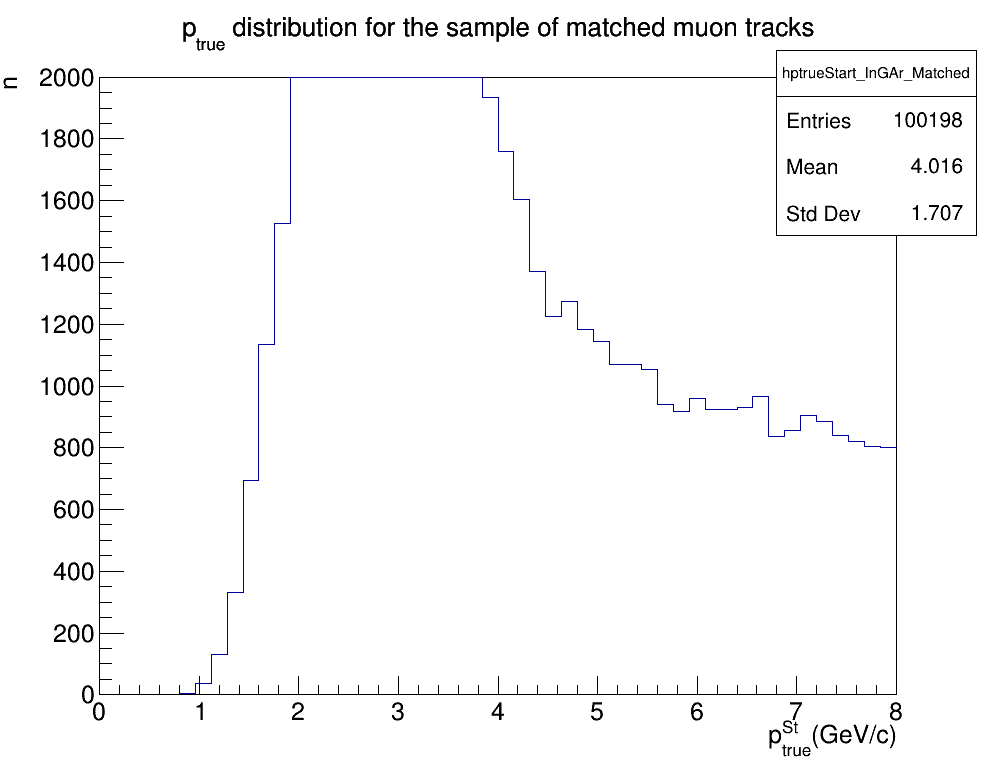 p_true distribution for the sample of matched muon tracks
hptrueStart_InGAr_Matched
Entries 100198
Mean 4.016
Std Dev 1.707
n
2000
1800
1600
1400
1200
1000
800
600
400
200
0
0 1 2 3 4 5 6 7 8
p^St_true(GeV/c)